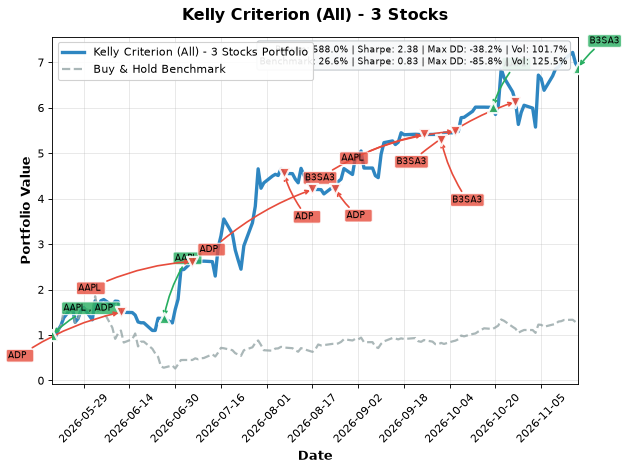 Kelly Criterion (All) - 3 Stocks
Kelly Criterion (All) - 3 Stocks Portfolio
Buy & Hold Benchmark
588.0% | Sharpe: 2.38 | Max DD: -38.2% | Vol: 101.7%
26.6% | Sharpe: 0.83 | Max DD: -85.8% | Vol: 125.5%
B3SA3
AAPL
B3SA3
B3SA3
B3SA3
ADP
ADP
ADP
AAPL
AAPL
ADP
ADP
Portfolio Value
7
6
5
4
3
2
1
0
2026-05-29
2026-06-14
2026-06-30
2026-07-16
2026-08-01
2026-08-17
2026-09-02
2026-09-18
2026-10-04
2026-10-20
2026-11-05
Date